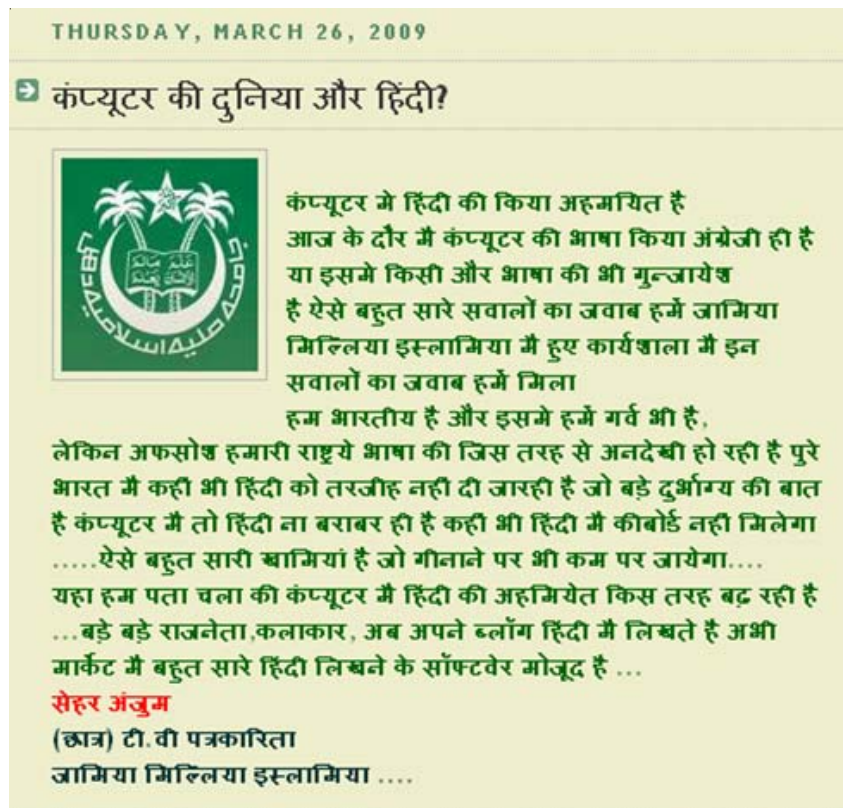 THURSDAY, MARCH 26, 2009
कंप्यूटर की दुनिया और हिंदी?
कंप्यूटर मे हिंदी की किया अहमयित है
आज के दौर मै कंप्यूटर की भाषा किया अंग्रेजी ही है
या इसमे किसी और भाषा की भी गुन्जायेश
है ऐसे बहुत सारे सवालों का जवाब हमें जामिया
मिल्लिया इस्लामिया मै हुए कार्यशाला मै इन
सवालों का जवाब हमें मिला
हम भारतीय है और इसमे हमें गर्व भी है,
लेकिन अफसोश हमारी राष्ट्रये भाषा की जिस तरह से अनदेखी हो रही है पुरे
भारत मै कहीं भी हिंदी को तरजीह नहीं दी जारही है जो बड़े दुर्भाग्य की बात
है कंप्यूटर मै तो हिंदी ना बराबर ही है कहीं भी हिंदी मै कीबोर्ड नहीं मिलेगा
.....ऐसे बहुत सारी खामियां है जो गीनाने पर भी कम पर जायेगा....
यहा हम पता चला की कंप्यूटर मै हिंदी की अहमियेत किस तरह बढ़ रही है
...बड़े बड़े राजनेता,कलाकार, अब अपने ब्लॉग हिंदी मै लिखते है अभी
मार्केट मै बहुत सारे हिंदी लिखने के सॉफ्टवेर मोजूद है ...
सेहर अंजुम
(छात्र) टी.वी पत्रकारिता
जामिया मिल्लिया इस्लामिया ....